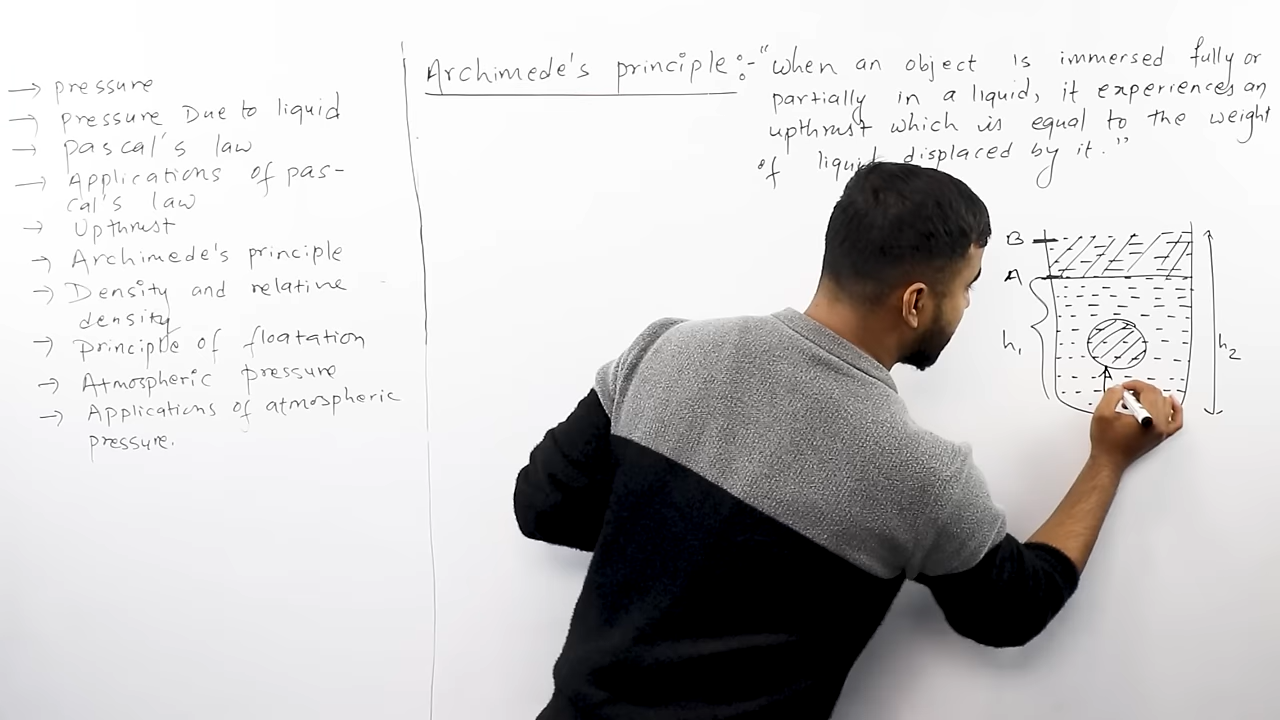 → pressure
→ pressure Due to liquid
→ pascal's law
→ Applications of pas-
cal's law
→ Upthrust
→ Archimede's principle
→ Density and relative
density
→ principle of floatation
→ Atmospheric pressure
→ Applications of atmospheric
pressure.
Archimede's principle :- "when an object is immersed fully or
partially in a liquid, it experiences an
upthrust which is equal to the weight
of liquid displaced by it."
B
A
h₁
h₂